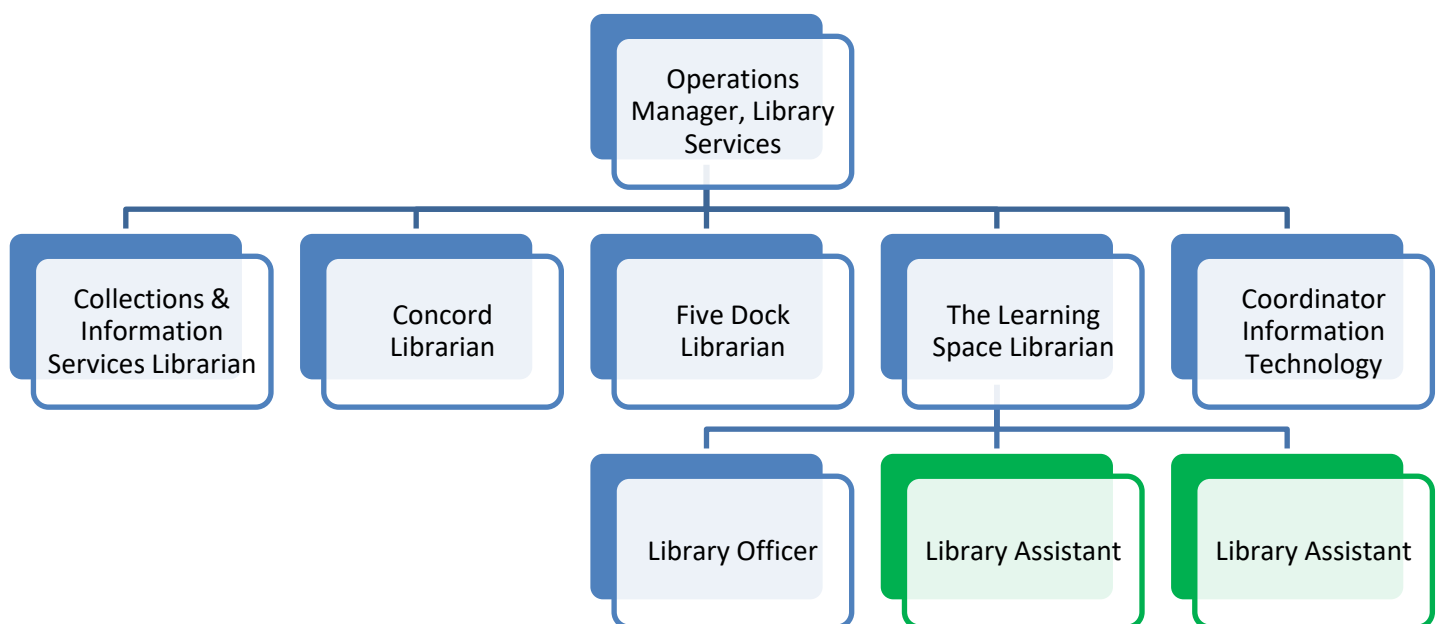 Operations
Manager, Library
Services
Collections &
Information
Services Librarian
Concord
Librarian
Five Dock
Librarian
The Learning
Space Librarian
Coordinator
Information
Technology
Library Officer
Library Assistant
Library Assistant